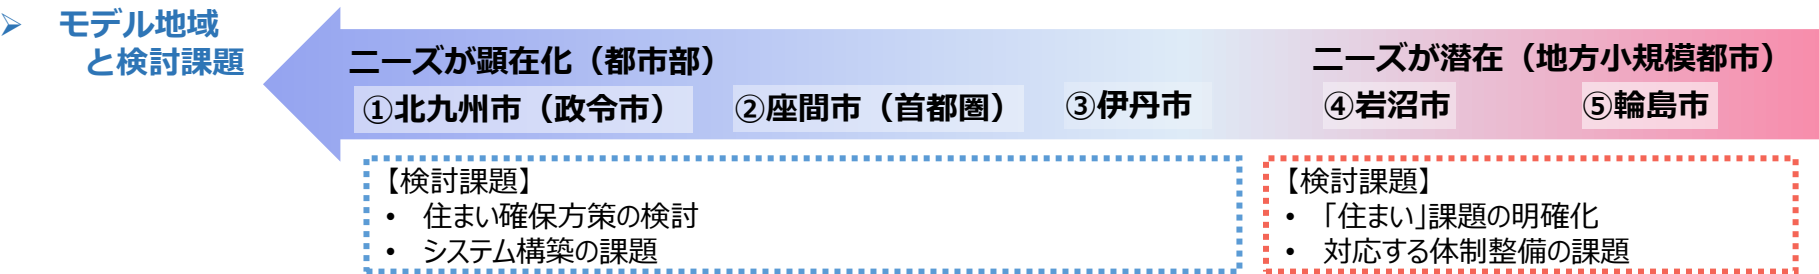 ➢ モデル地域
と検討課題
ニーズが顕在化（都市部） ニーズが潜在（地方小規模都市）
①北九州市（政令市） ②座間市（首都圏） ③伊丹市 ④岩沼市 ⑤輪島市
【検討課題】
• 住まい確保方策の検討
• システム構築の課題
【検討課題】
• 「住まい」課題の明確化
• 対応する体制整備の課題